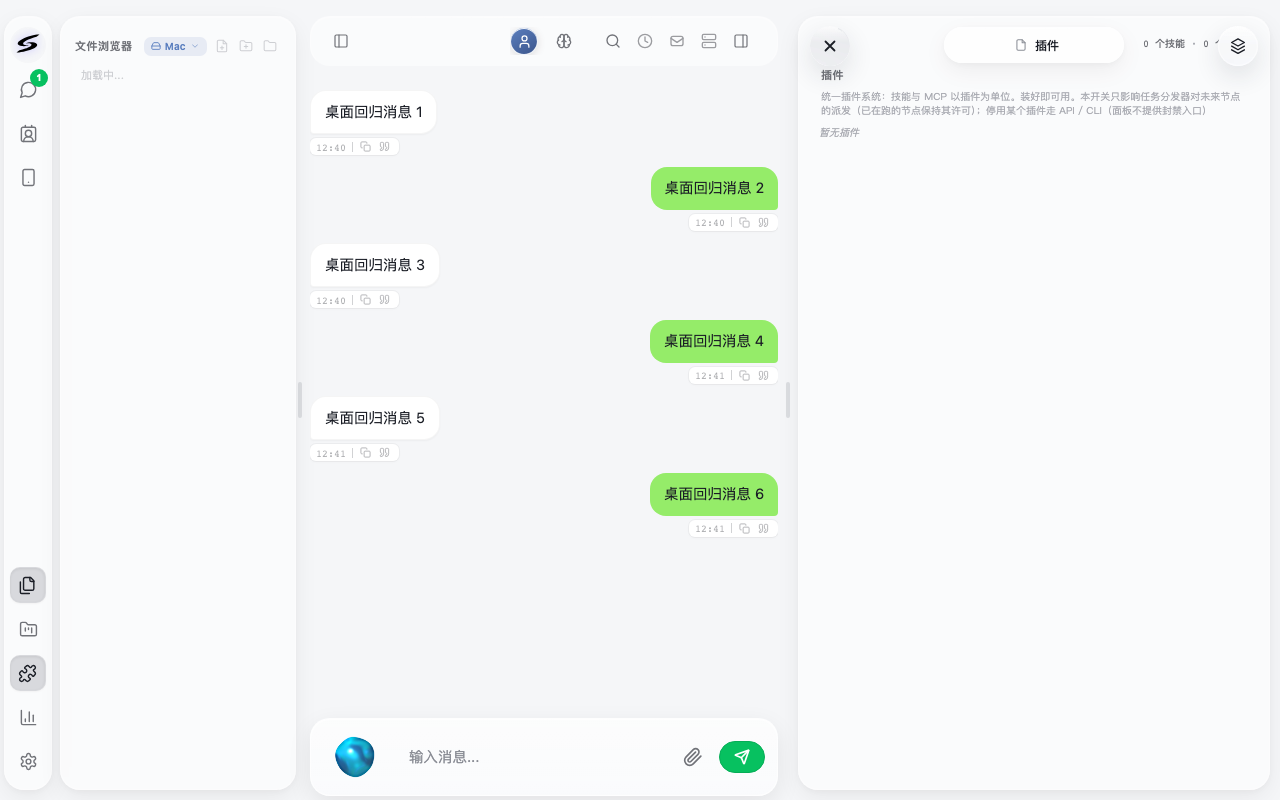 文件浏览器
Mac
加载中...
1
桌面回归消息 1
12:40
桌面回归消息 2
12:40
桌面回归消息 3
12:40
桌面回归消息 4
12:41
桌面回归消息 5
12:41
桌面回归消息 6
12:41
输入消息...
插件
0 个技能 · 0
插件
统一插件系统：技能与 MCP 以插件为单位。装好即可用。本开关只影响任务分发器对未来节点
的派发（已在跑的节点保持其许可）；停用某个插件走 API / CLI（面板不提供封禁入口）
暂无插件